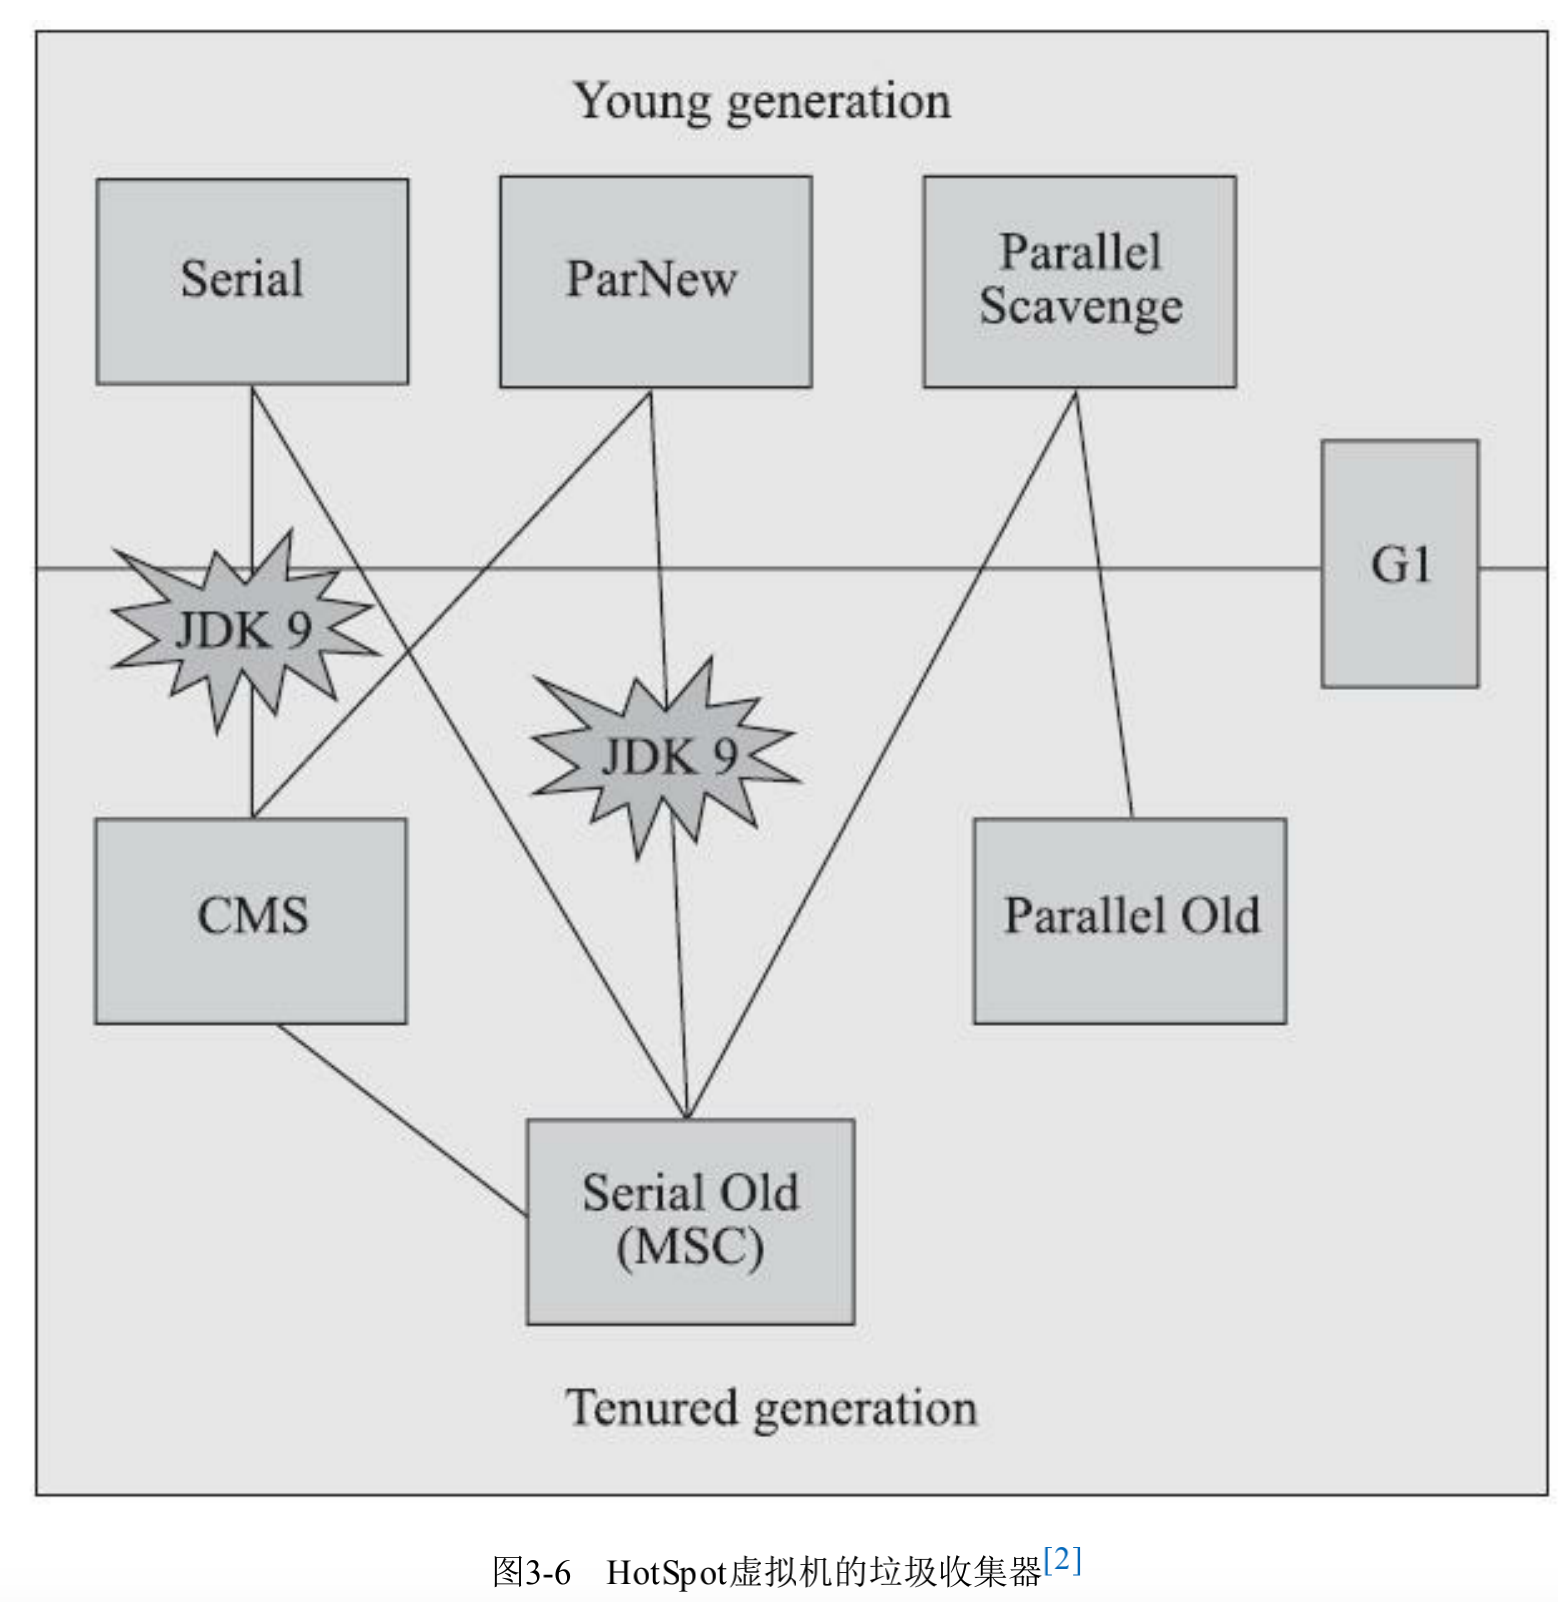 Young generation
Serial
ParNew
Parallel
Scavenge
G1
JDK 9
JDK 9
CMS
Parallel Old
Serial Old
(MSC)
Tenured generation
图3-6 HotSpot虚拟机的垃圾收集器[2]